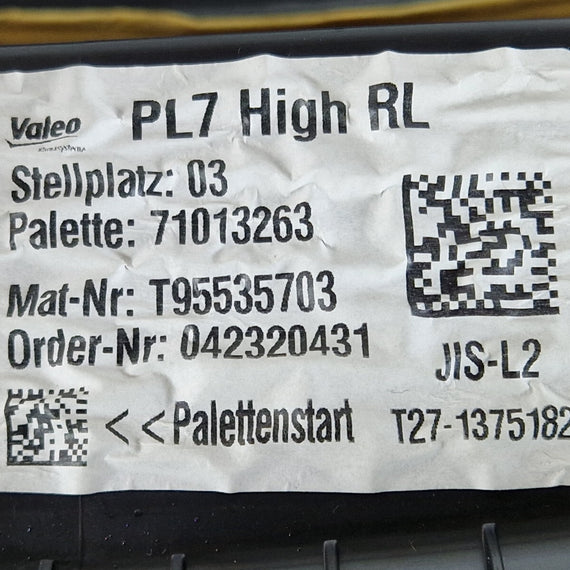 Valeo PL7 High RL
Stellplatz: 03
Palette: 71013263
Mat-Nr: T95535703
Order-Nr: 042320431
JIS-L2
<<Palettenstart
T27-1375182